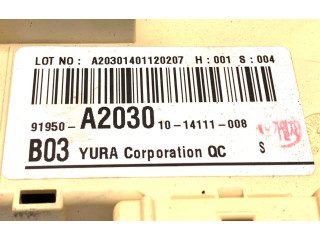 LOT NO : A20301401120207 H : 001 S : 004
91950- A2030 10-14111-008
B03 YURA Corporation QC S